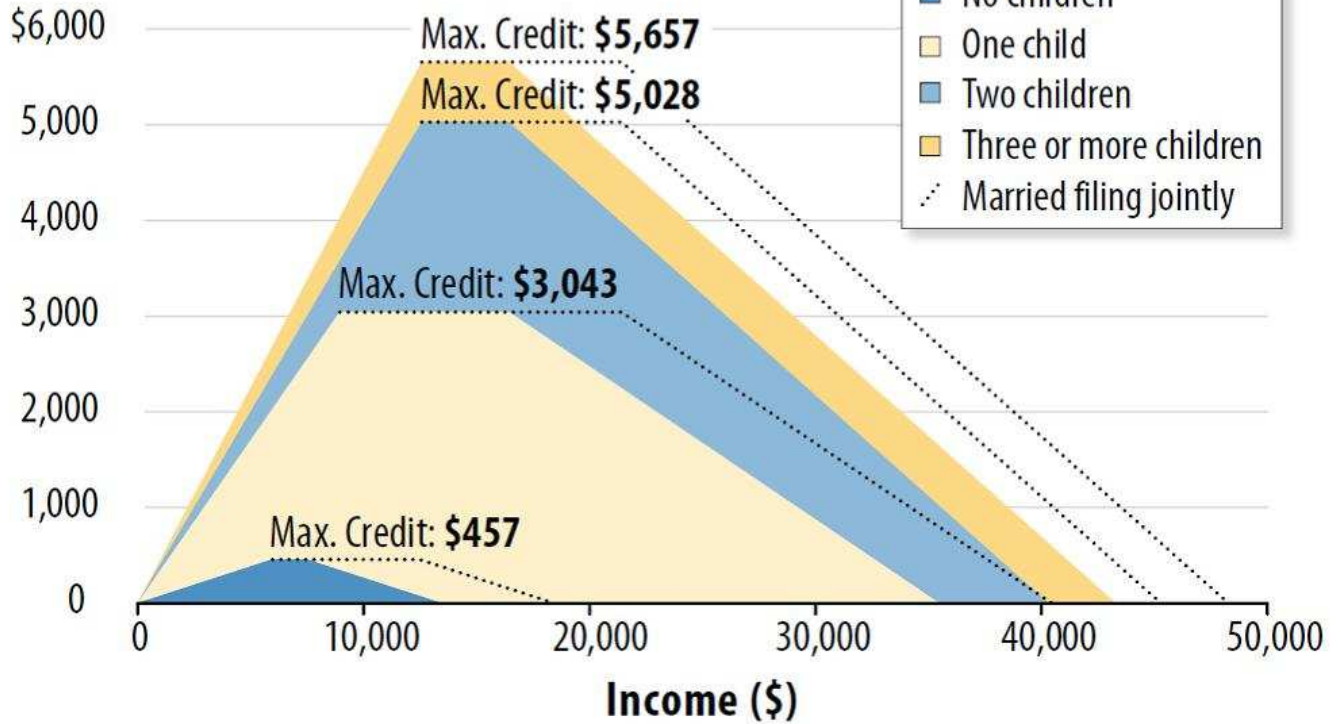 No children
One child
Two children
Three or more children
Married filing jointly
$6,000
5,000
4,000
3,000
2,000
1,000
0
Max. Credit: $5,657
Max. Credit: $5,028
Max. Credit: $3,043
Max. Credit: $457
0
10,000
20,000
30,000
40,000
50,000
Income ($)